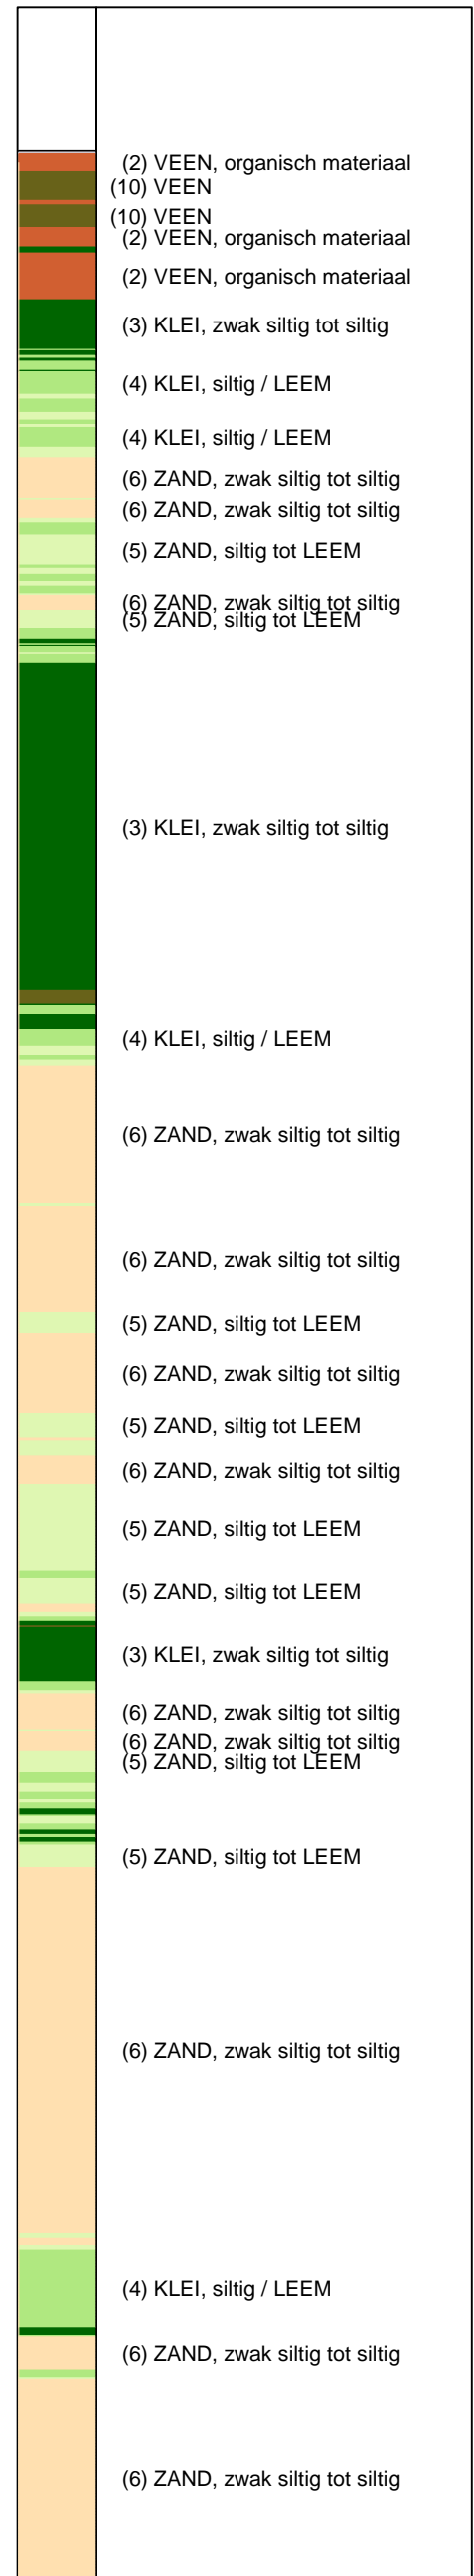 (2) VEEN, organisch materiaal
(10) VEEN
(10) VEEN
(2) VEEN, organisch materiaal
(2) VEEN, organisch materiaal
(3) KLEI, zwak siltig tot siltig
(4) KLEI, siltig / LEEM
(4) KLEI, siltig / LEEM
(6) ZAND, zwak siltig tot siltig
(6) ZAND, zwak siltig tot siltig
(5) ZAND, siltig tot LEEM
(6) ZAND, zwak siltig tot siltig
(5) ZAND, siltig tot LEEM
(3) KLEI, zwak siltig tot siltig
(4) KLEI, siltig / LEEM
(6) ZAND, zwak siltig tot siltig
(6) ZAND, zwak siltig tot siltig
(5) ZAND, siltig tot LEEM
(6) ZAND, zwak siltig tot siltig
(5) ZAND, siltig tot LEEM
(6) ZAND, zwak siltig tot siltig
(5) ZAND, siltig tot LEEM
(5) ZAND, siltig tot LEEM
(3) KLEI, zwak siltig tot siltig
(6) ZAND, zwak siltig tot siltig
(6) ZAND, zwak siltig tot siltig
(5) ZAND, siltig tot LEEM
(5) ZAND, siltig tot LEEM
(6) ZAND, zwak siltig tot siltig
(4) KLEI, siltig / LEEM
(6) ZAND, zwak siltig tot siltig
(6) ZAND, zwak siltig tot siltig